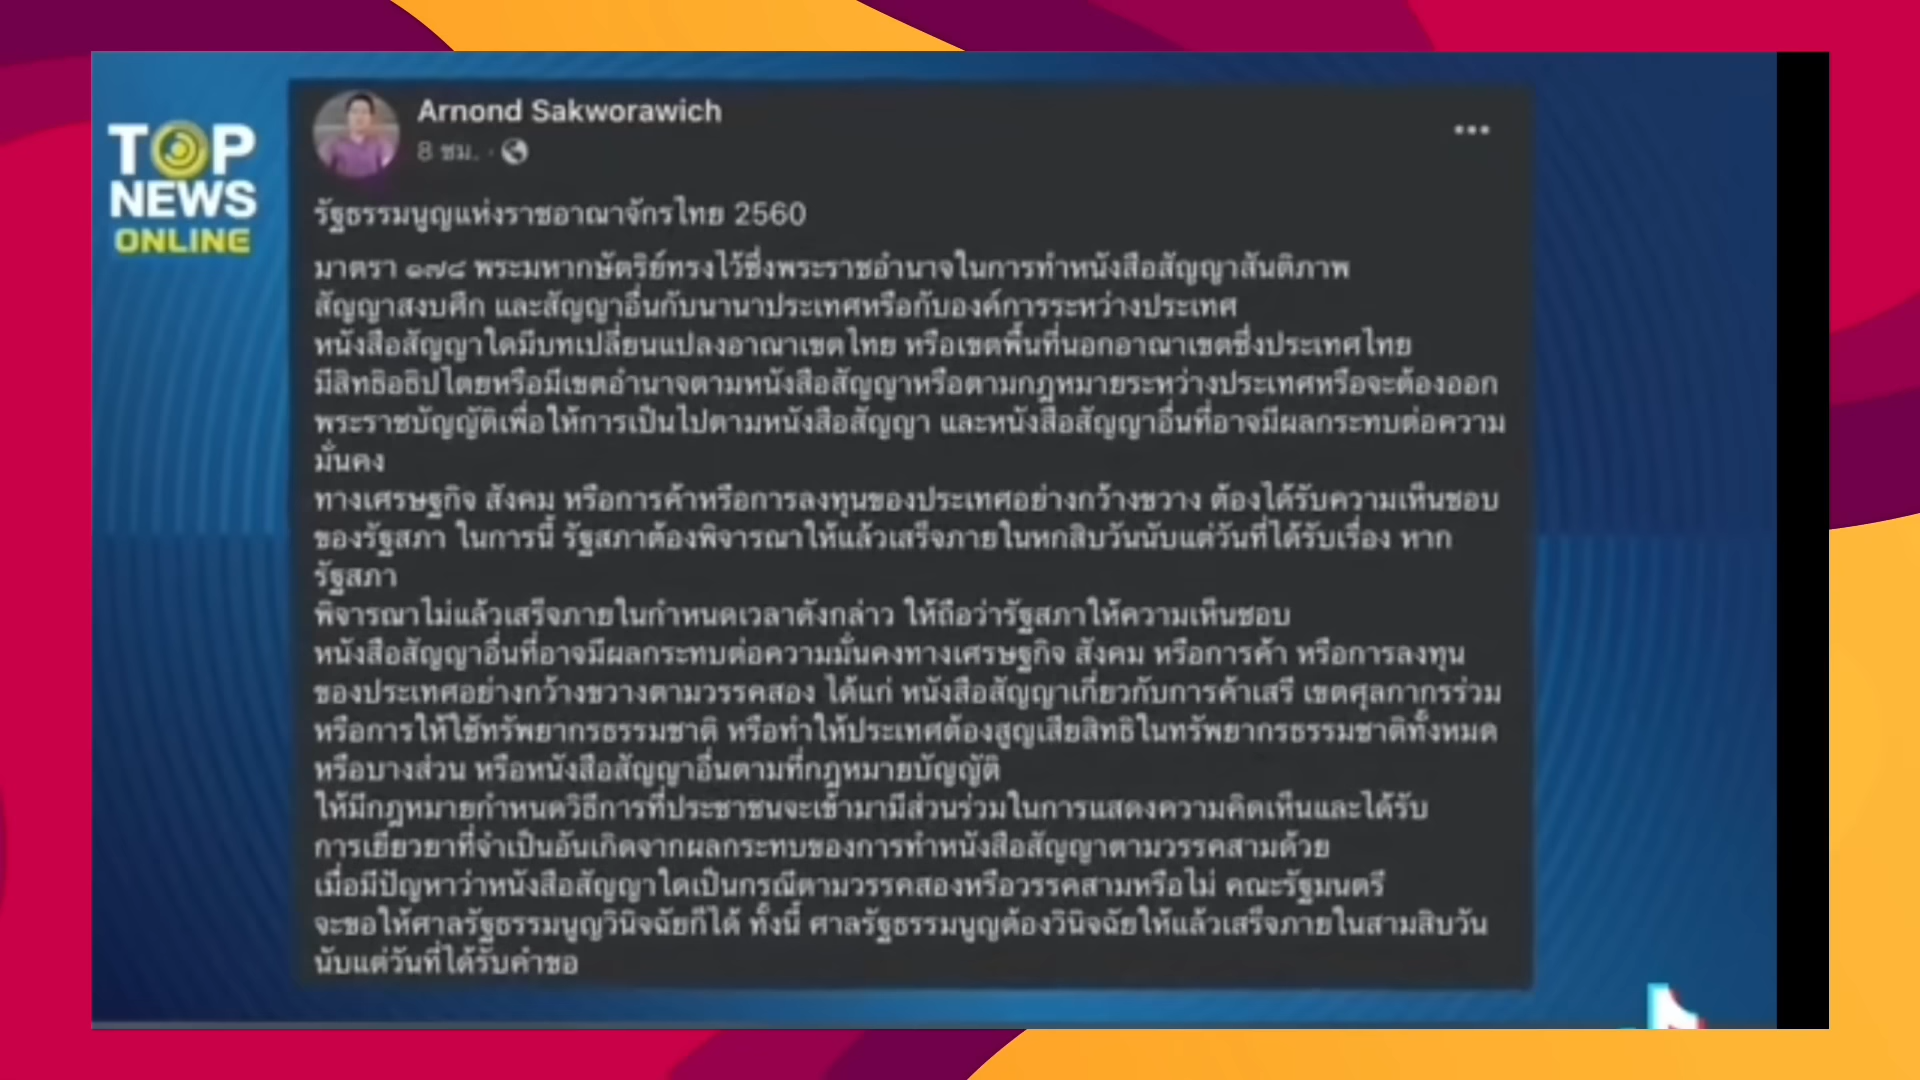 TOP
NEWS
ONLINE
Arnond Sakworawich
8 ชม. ·
รัฐธรรมนูญแห่งราชอาณาจักรไทย 2560
มาตรา ๑๗๘ พระมหากษัตริย์ทรงไว้ซึ่งพระราชอำนาจในการทำหนังสือสัญญาสันติภาพ
สัญญาสงบศึก และสัญญาอื่นกับนานาประเทศหรือกับองค์การระหว่างประเทศ
หนังสือสัญญาใดมีบทเปลี่ยนแปลงอาณาเขตไทย หรือเขตพื้นที่นอกอาณาเขตซึ่งประเทศไทย
มีสิทธิอธิปไตยหรือมีเขตอำนาจตามหนังสือสัญญาหรือตามกฎหมายระหว่างประเทศหรือจะต้องออก
พระราชบัญญัติเพื่อให้การเป็นไปตามหนังสือสัญญา และหนังสือสัญญาอื่นที่อาจมีผลกระทบต่อความ
มั่นคง
ทางเศรษฐกิจ สังคม หรือการค้าหรือการลงทุนของประเทศอย่างกว้างขวาง ต้องได้รับความเห็นชอบ
ของรัฐสภา ในการนี้ รัฐสภาต้องพิจารณาให้แล้วเสร็จภายในหกสิบวันนับแต่วันที่ได้รับเรื่อง หาก
รัฐสภา
พิจารณาไม่แล้วเสร็จภายในกำหนดเวลาดังกล่าว ให้ถือว่ารัฐสภาให้ความเห็นชอบ
หนังสือสัญญาอื่นที่อาจมีผลกระทบต่อความมั่นคงทางเศรษฐกิจ สังคม หรือการค้า หรือการลงทุน
ของประเทศอย่างกว้างขวางตามวรรคสอง ได้แก่ หนังสือสัญญาเกี่ยวกับการค้าเสรี เขตศุลกากรร่วม
หรือการให้ใช้ทรัพยากรธรรมชาติ หรือทำให้ประเทศต้องสูญเสียสิทธิในทรัพยากรธรรมชาติทั้งหมด
หรือบางส่วน หรือหนังสือสัญญาอื่นตามที่กฎหมายบัญญัติ
ให้มีกฎหมายกำหนดวิธีการที่ประชาชนจะเข้ามามีส่วนร่วมในการแสดงความคิดเห็นและได้รับ
การเยียวยาที่จำเป็นอันเกิดจากผลกระทบของการทำหนังสือสัญญาตามวรรคสามด้วย
เมื่อมีปัญหาว่าหนังสือสัญญาใดเป็นกรณีตามวรรคสองหรือวรรคสามหรือไม่ คณะรัฐมนตรี
จะขอให้ศาลรัฐธรรมนูญวินิจฉัยก็ได้ ทั้งนี้ ศาลรัฐธรรมนูญต้องวินิจฉัยให้แล้วเสร็จภายในสามสิบวัน
นับแต่วันที่ได้รับคำขอ